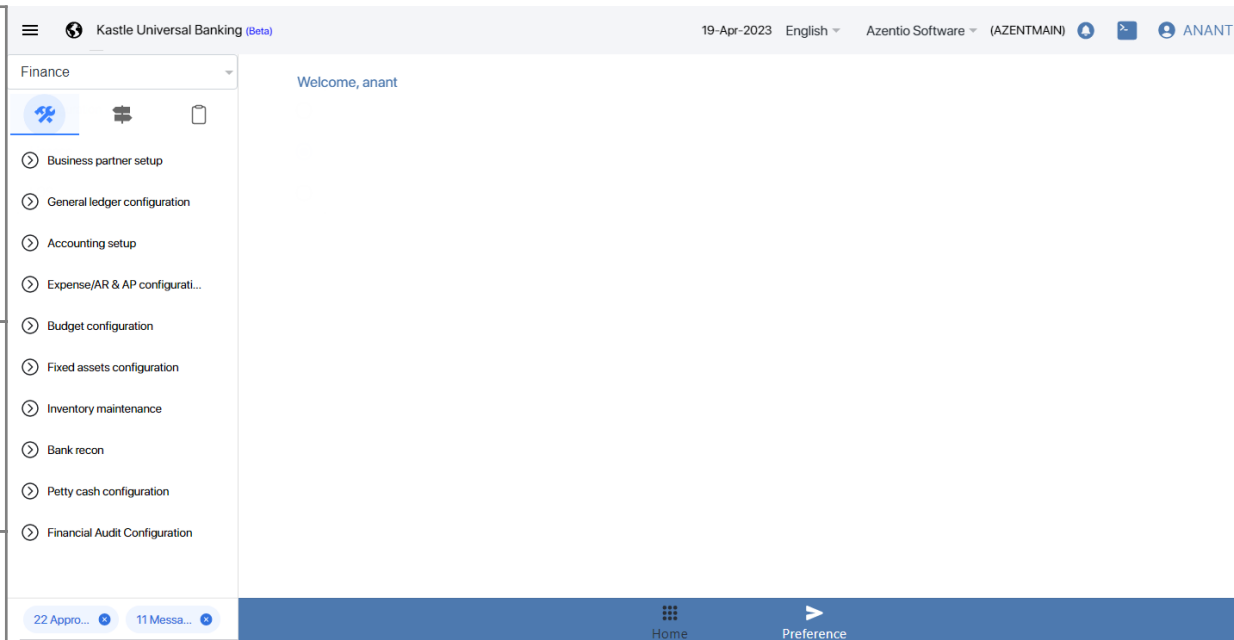 Kastle Universal Banking (Beta) 19-Apr-2023 English Azentio Software (AZENTMAIN) ANANT
Finance
Welcome, anant
Business partner setup
General ledger configuration
Accounting setup
Expense/AR & AP configurati...
Budget configuration
Fixed assets configuration
Inventory maintenance
Bank recon
Petty cash configuration
Financial Audit Configuration
22 Appro... 11 Messa...
Home Preference